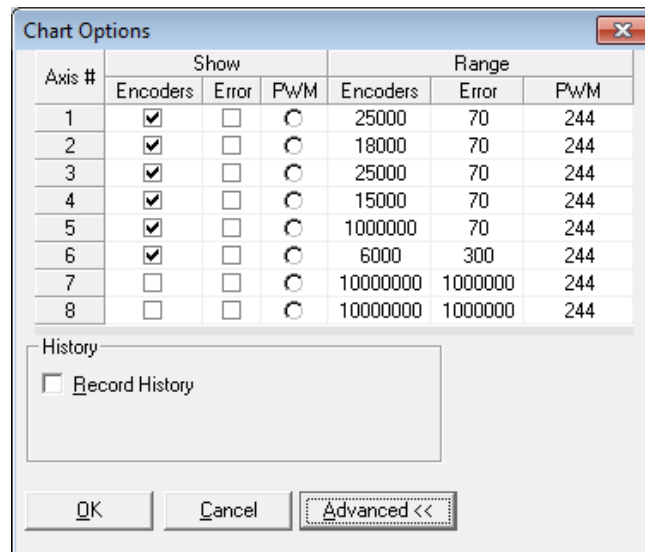 Chart Options
Axis # Show Range
Encoders Error PWM Encoders Error PWM
1 25000 70 244
2 18000 70 244
3 25000 70 244
4 15000 70 244
5 1000000 70 244
6 6000 300 244
7 10000000 1000000 244
8 10000000 1000000 244
History
Record History
OK Cancel Advanced <<